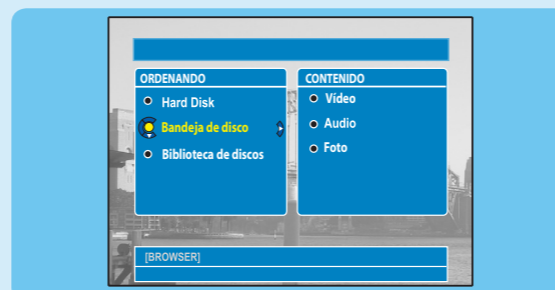 ORDENANDO
Hard Disk
Bandeja de disco
Biblioteca de discos
CONTENIDO
Vídeo
Audio
Foto
[BROWSER]